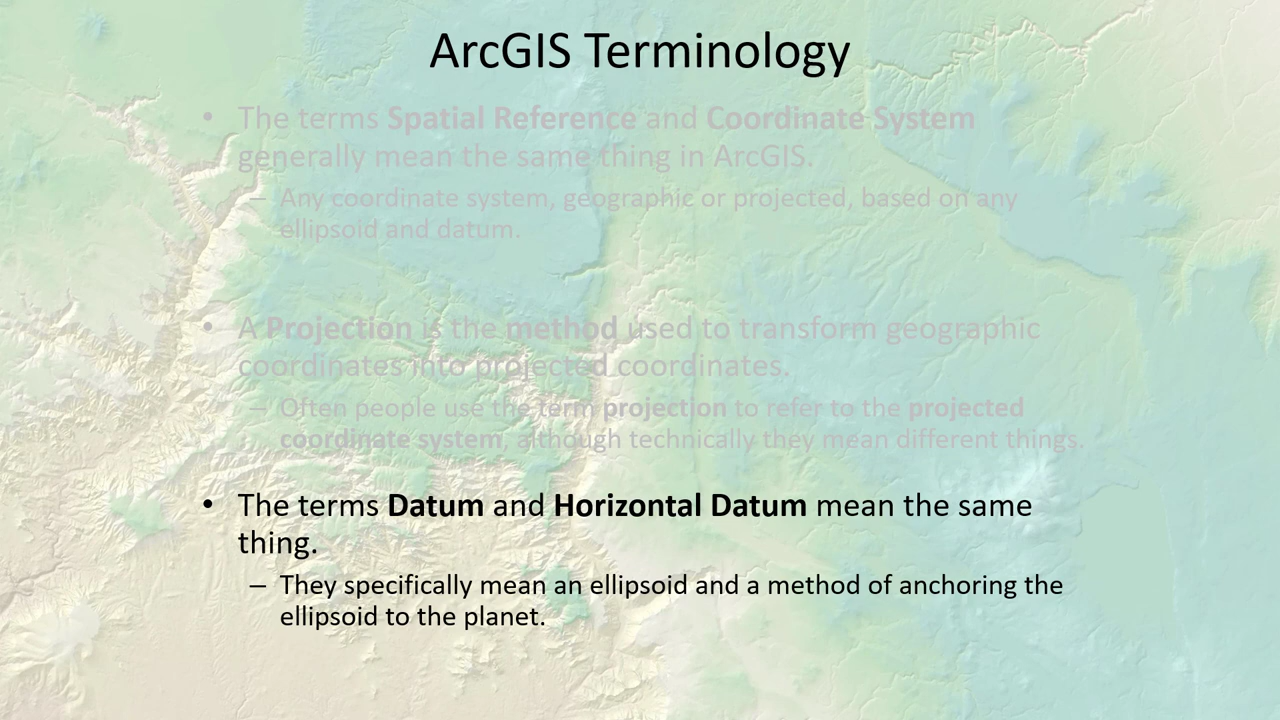 ArcGIS Terminology
• The terms Spatial Reference and Coordinate System
generally mean the same thing in ArcGIS.
– Any coordinate system, geographic or projected, based on any
ellipsoid and datum.
• A Projection is the method used to transform geographic
coordinates into projected coordinates.
– Often people use the term projection to refer to the projected
coordinate system, although technically they mean different things.
• The terms Datum and Horizontal Datum mean the same
thing.
– They specifically mean an ellipsoid and a method of anchoring the
ellipsoid to the planet.